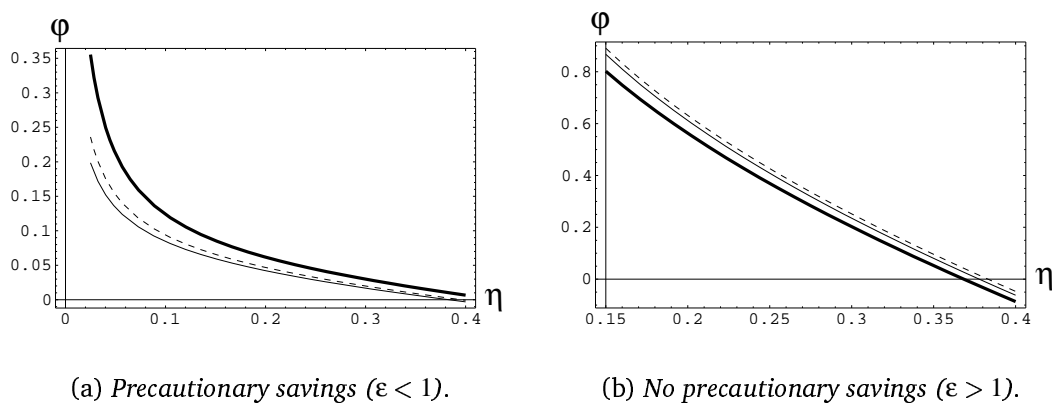 φ
0.35
0.3
0.25
0.2
0.15
0.1
0.05
0
0 0.1 0.2 0.3 0.4
η
(a) Precautionary savings (ε < 1).
φ
0.8
0.6
0.4
0.2
0
0.15 0.2 0.25 0.3 0.35 0.4
η
(b) No precautionary savings (ε > 1).